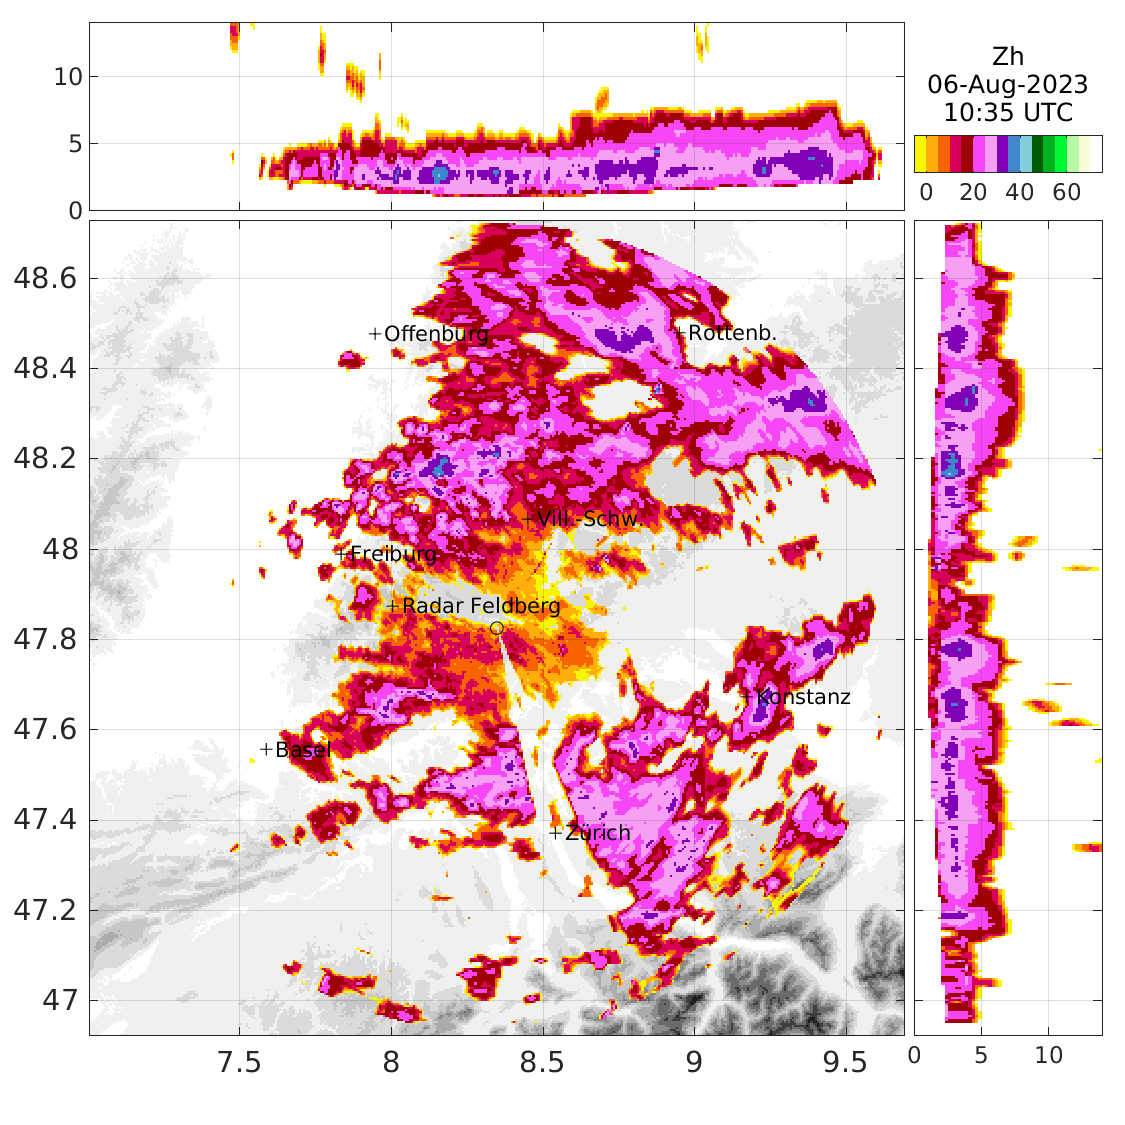 Zh
06-Aug-2023
10:35 UTC
0 20 40 60
10
5
0
48.6
48.4
48.2
48
47.8
47.6
47.4
47.2
47
+Offenburg
+Rottenb.
+Vill.-Schw.
+Freiburg
+Radar Feldberg
+Konstanz
+Basel
+Zürich
7.5 8 8.5 9 9.5
0 5 10